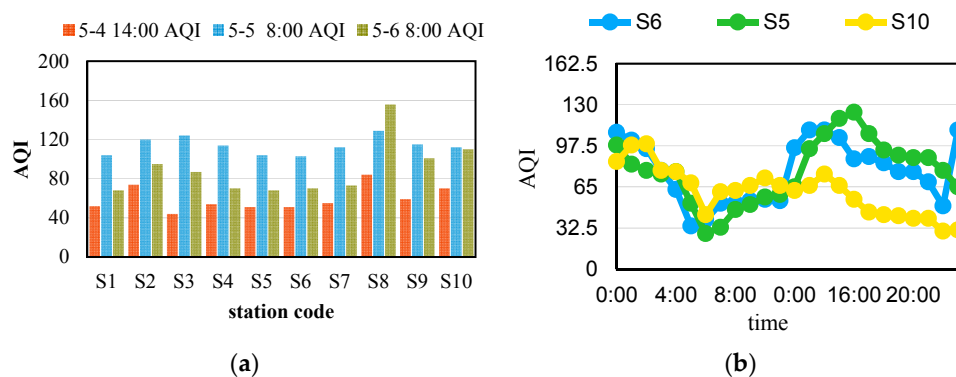 5-4 14:00 AQI 5-5 8:00 AQI 5-6 8:00 AQI
200
160
120
80
40
0
AQI
S1 S2 S3 S4 S5 S6 S7 S8 S9 S10
station code
(a)
S6 S5 S10
162.5
130
97.5
65
32.5
0
AQI
0:00 4:00 8:00 0:00 16:00 20:00
time
(b)